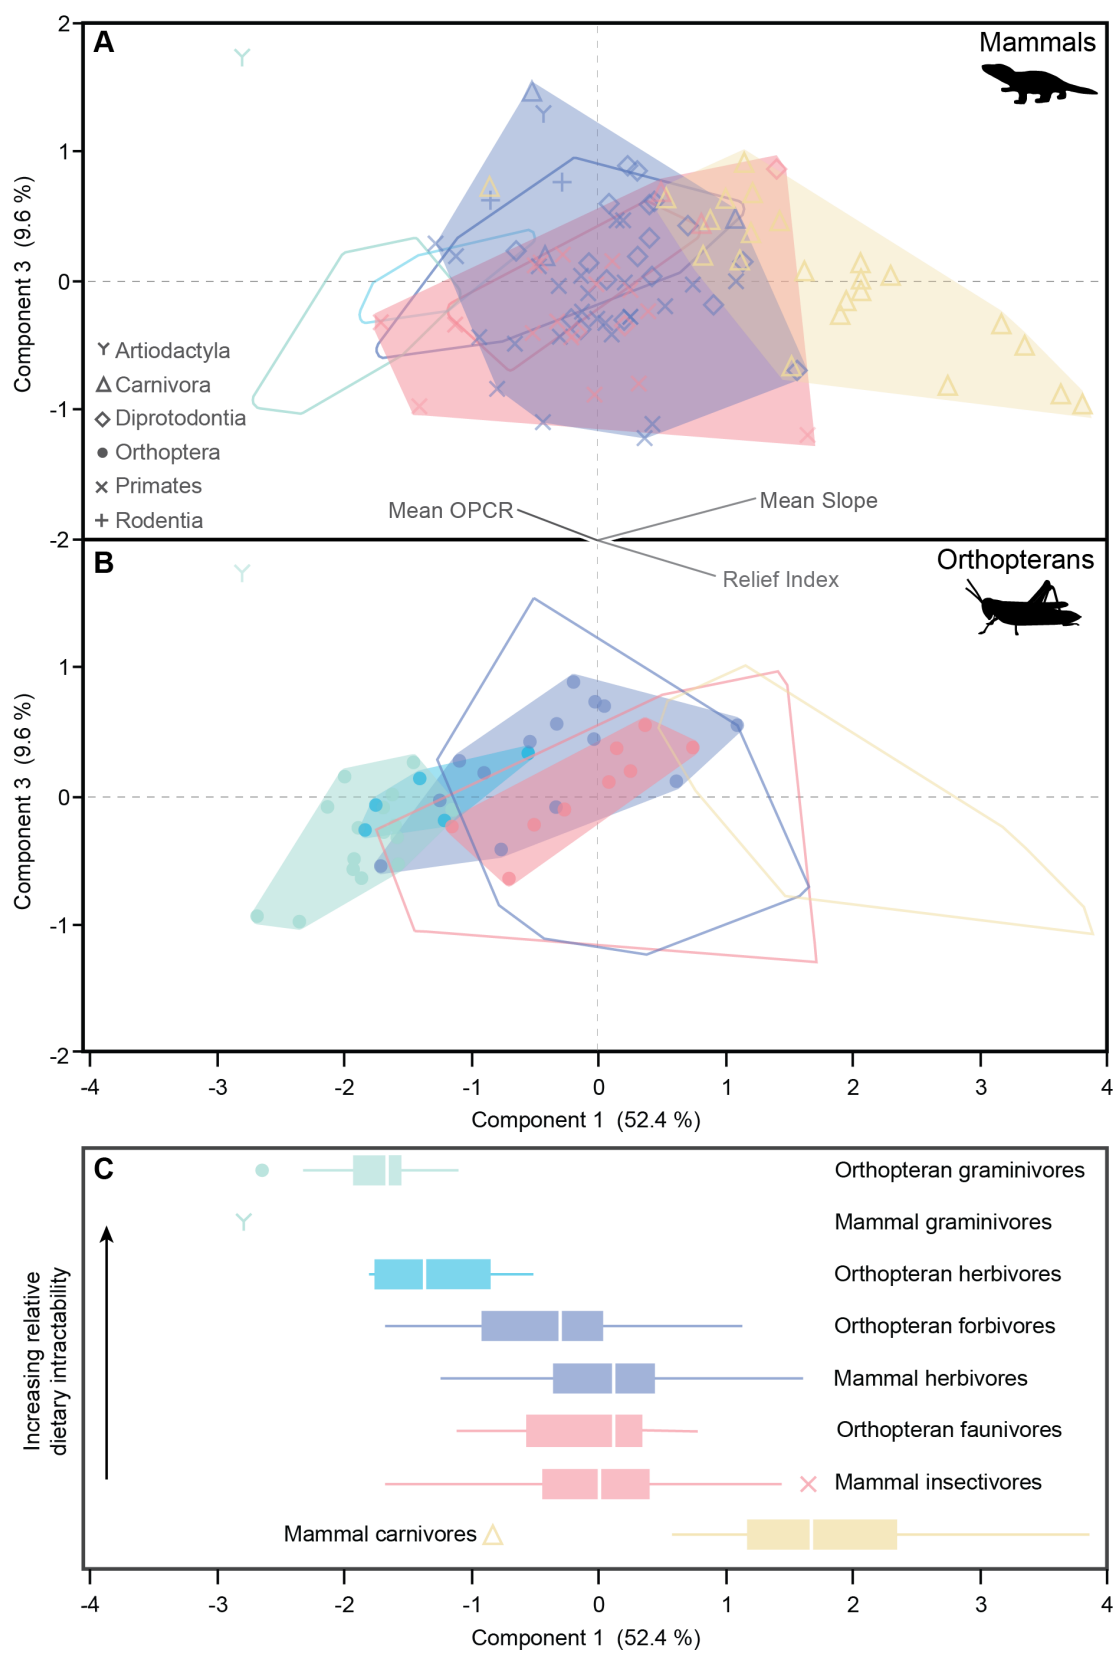 2
A
Mammals
1
Component 3 (9.6 %)
0
Artiodactyla
Carnivora
-1
Diprotodontia
Orthoptera
Primates
Mean OPCR
Mean Slope
Rodentia
-2
B
Orthopterans
Relief Index
1
Component 3 (9.6 %)
0
-1
-2
-4 -3 -2 -1 0 1 2 3 4
Component 1 (52.4 %)
C
Orthopteran graminivores
Mammal graminivores
Orthopteran herbivores
Increasing relative
dietary intractability
Orthopteran forbivores
Mammal herbivores
Orthopteran faunivores
Mammal insectivores
Mammal carnivores
-4 -3 -2 -1 0 1 2 3 4
Component 1 (52.4 %)